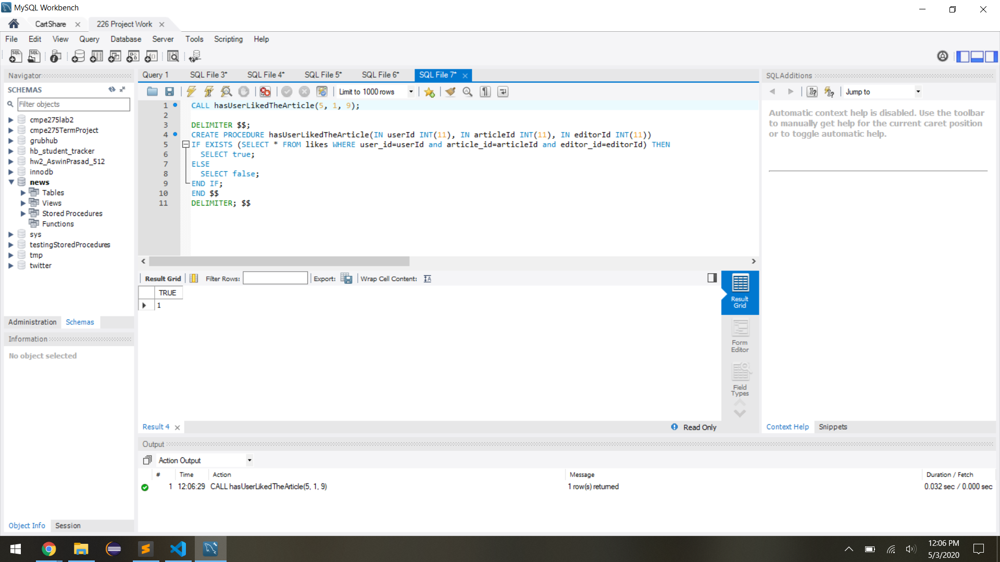 MySQL Workbench
CartShare
226 Project Work
File Edit View Query Database Server Tools Scripting Help
Navigator
SCHEMAS
Filter objects
cmpe275lab2
cmpe275TermProject
grubhub
hb_student_tracker
hw2_AswinPrasad_512
innodb
news
Tables
Views
Stored Procedures
Functions
sys
testingStoredProcedures
tmp
twitter
Administration Schemas
Information
No object selected
Object Info Session
Query 1 SQL File 3* SQL File 4* SQL File 5* SQL File 6* SQL File 7*
Limit to 1000 rows
1 CALL hasUserLikedTheArticle(5, 1, 9);
2
3 DELIMITER $$;
4 CREATE PROCEDURE hasUserLikedTheArticle(IN userId INT(11), IN articleId INT(11), IN editorId INT(11))
5 IF EXISTS (SELECT * FROM likes WHERE user_id=userId and article_id=articleId and editor_id=editorId) THEN
6 SELECT true;
7 ELSE
8 SELECT false;
9 END IF;
10 END $$
11 DELIMITER; $$
Result Grid Filter Rows: Export: Wrap Cell Content:
TRUE
1
Result
Grid
Form
Editor
Field
Types
Result 4
Read Only
SQLAdditions
Jump to
Automatic context help is disabled. Use the toolbar
to manually get help for the current caret position
or to toggle automatic help.
Context Help Snippets
Output
Action Output
# Time Action Message Duration / Fetch
1 12:06:29 CALL hasUserLikedTheArticle(5, 1, 9) 1 row(s) returned 0.032 sec / 0.000 sec
12:06 PM
5/3/2020